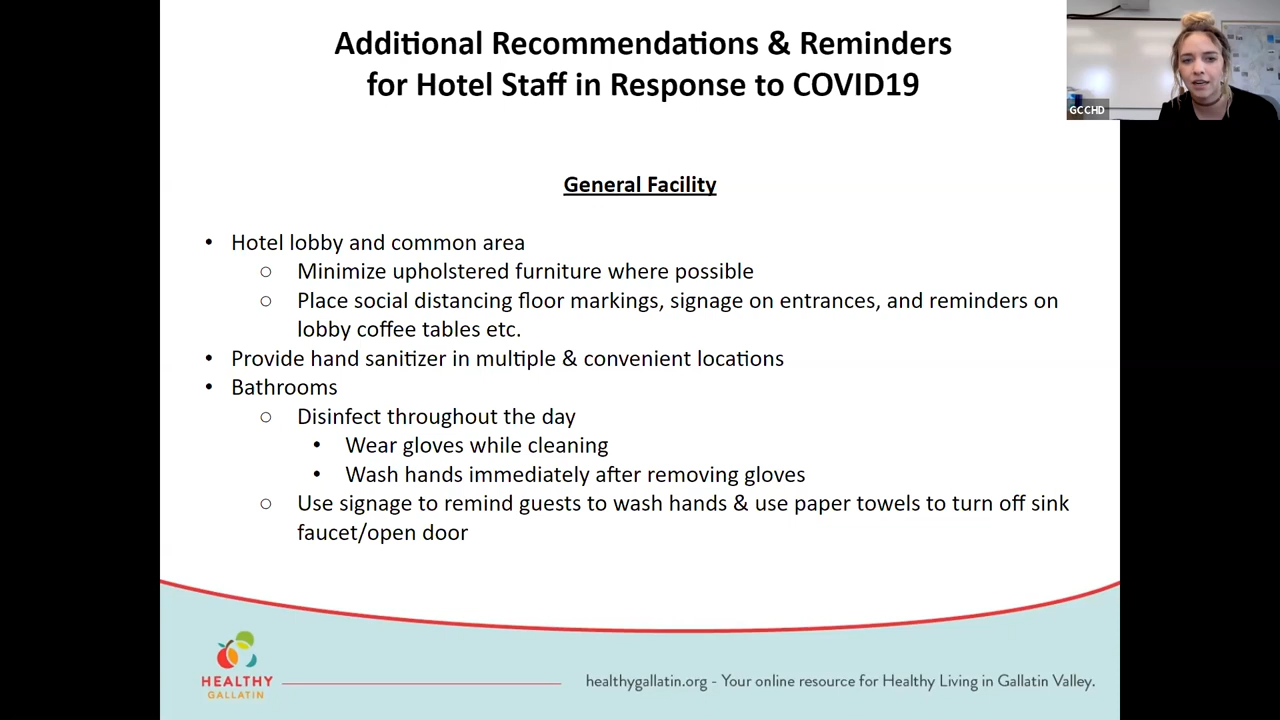 Additional Recommendations & Reminders
for Hotel Staff in Response to COVID19
GCCHD
General Facility
• Hotel lobby and common area
○ Minimize upholstered furniture where possible
○ Place social distancing floor markings, signage on entrances, and reminders on
lobby coffee tables etc.
• Provide hand sanitizer in multiple & convenient locations
• Bathrooms
○ Disinfect throughout the day
• Wear gloves while cleaning
• Wash hands immediately after removing gloves
○ Use signage to remind guests to wash hands & use paper towels to turn off sink
faucet/open door
HEALTHY
GALLATIN
healthygallatin.org - Your online resource for Healthy Living in Gallatin Valley.